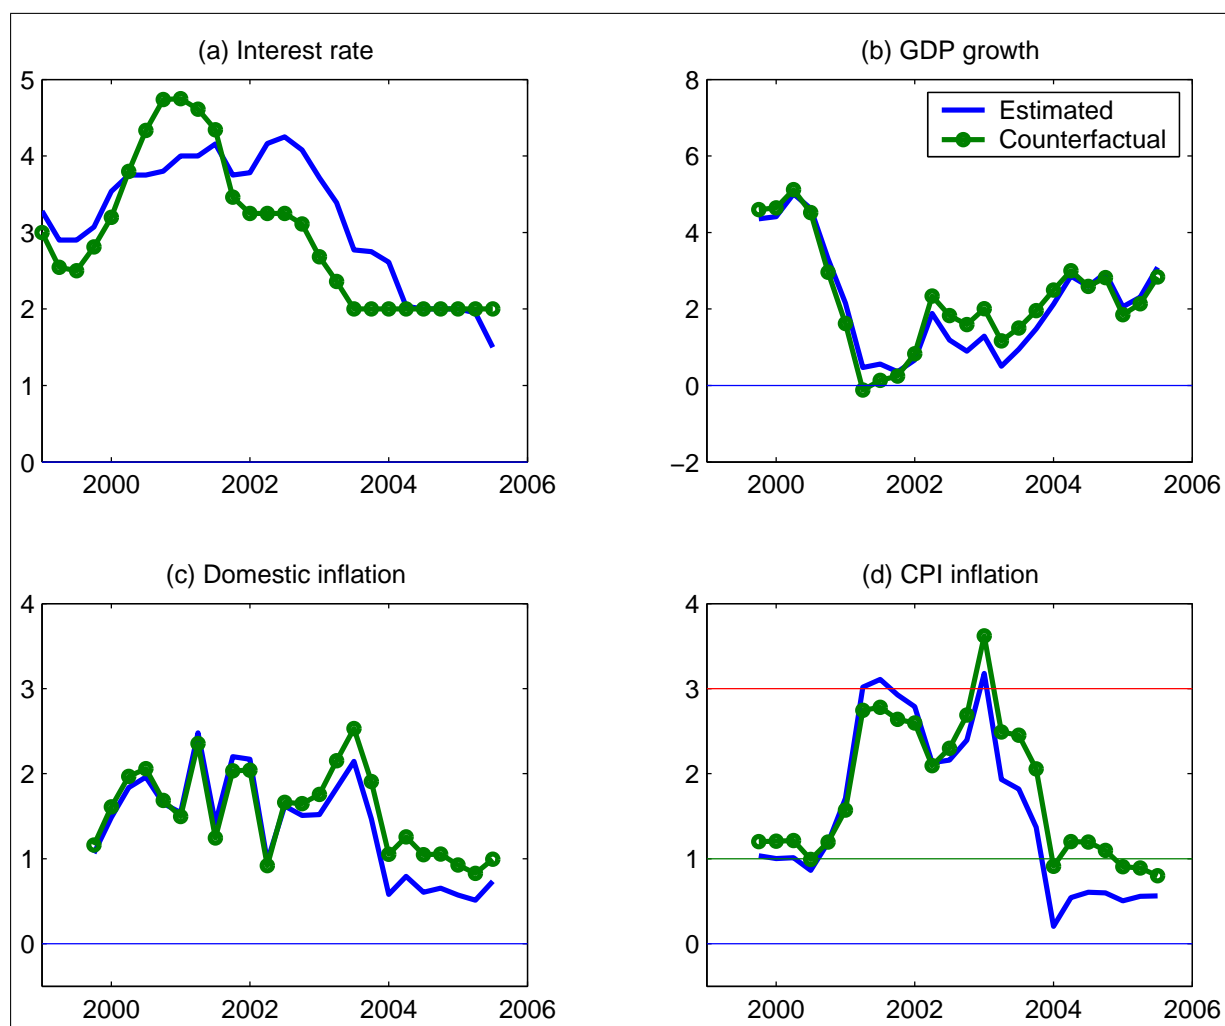 (a) Interest rate
5
4
3
2
1
0
2000 2002 2004 2006
(b) GDP growth
8
6
4
2
0
−2
2000 2002 2004 2006
Estimated
Counterfactual
(c) Domestic inflation
4
3
2
1
0
2000 2002 2004 2006
(d) CPI inflation
4
3
2
1
0
2000 2002 2004 2006